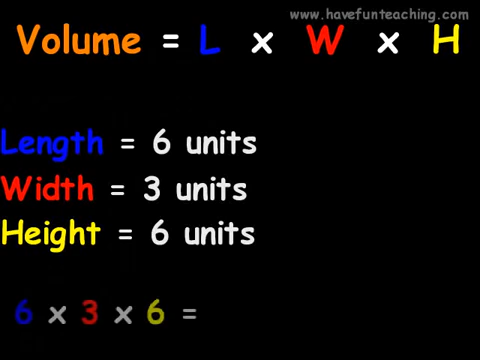 www.havefunteaching.com
Volume = L x W x H
Length = 6 units
Width = 3 units
Height = 6 units
6 x 3 x 6 =